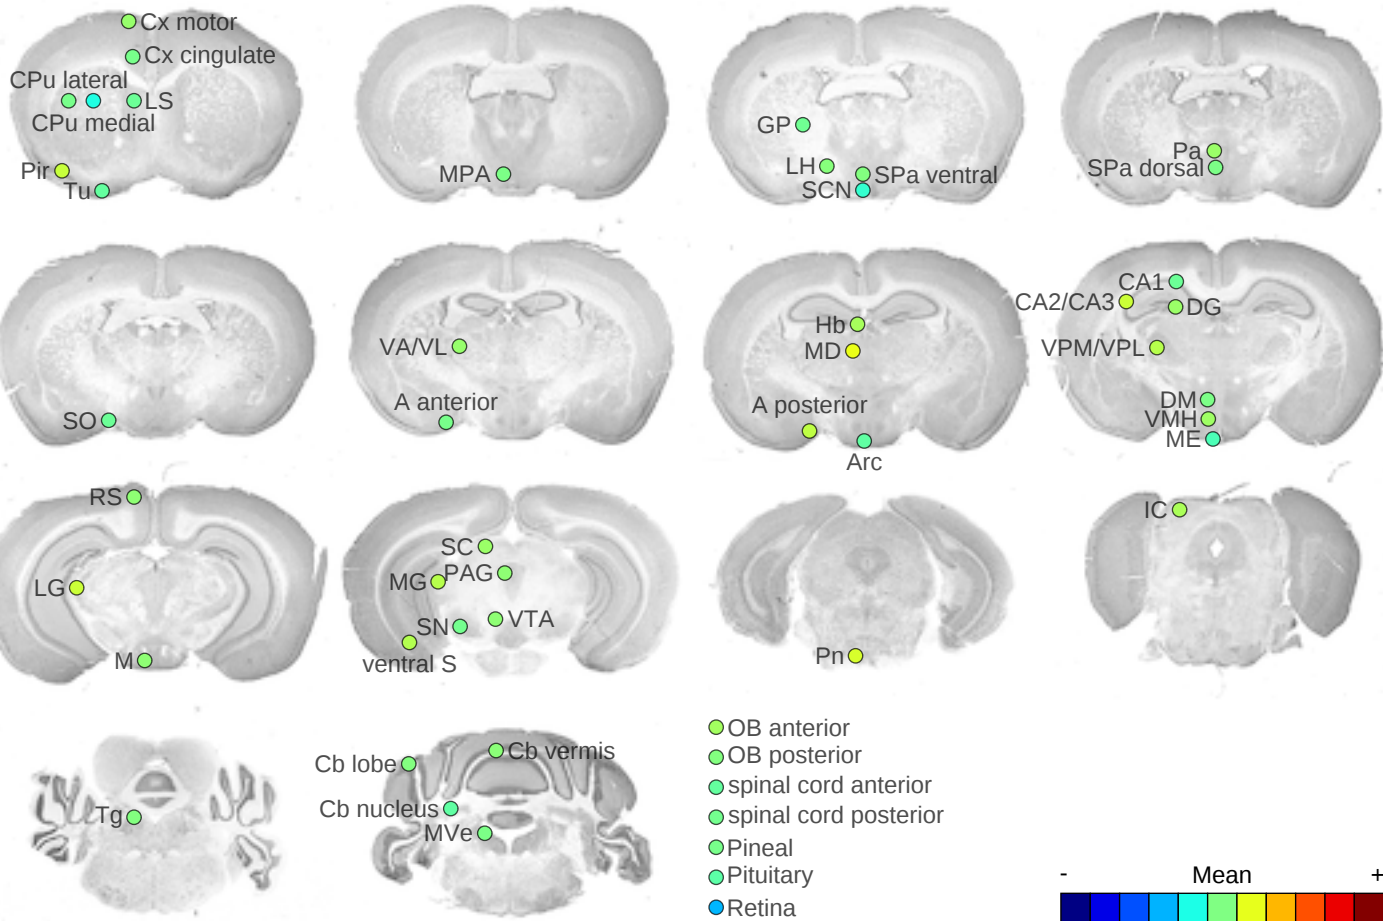 Cx motor
Cx cingulate
CPu lateral
LS
CPu medial
Pir
Tu
MPA
GP
LH
SPa ventral
SCN
Pa
SPa dorsal
SO
VA/VL
A anterior
Hb
MD
A posterior
Arc
CA1
CA2/CA3
DG
VPM/VPL
DM
VMH
ME
RS
LG
M
SC
MG
PAG
SN
VTA
ventral S
Pn
IC
Tg
Cb lobe
Cb vermis
Cb nucleus
MVe
OB anterior
OB posterior
spinal cord anterior
spinal cord posterior
Pineal
Pituitary
Retina
- Mean +